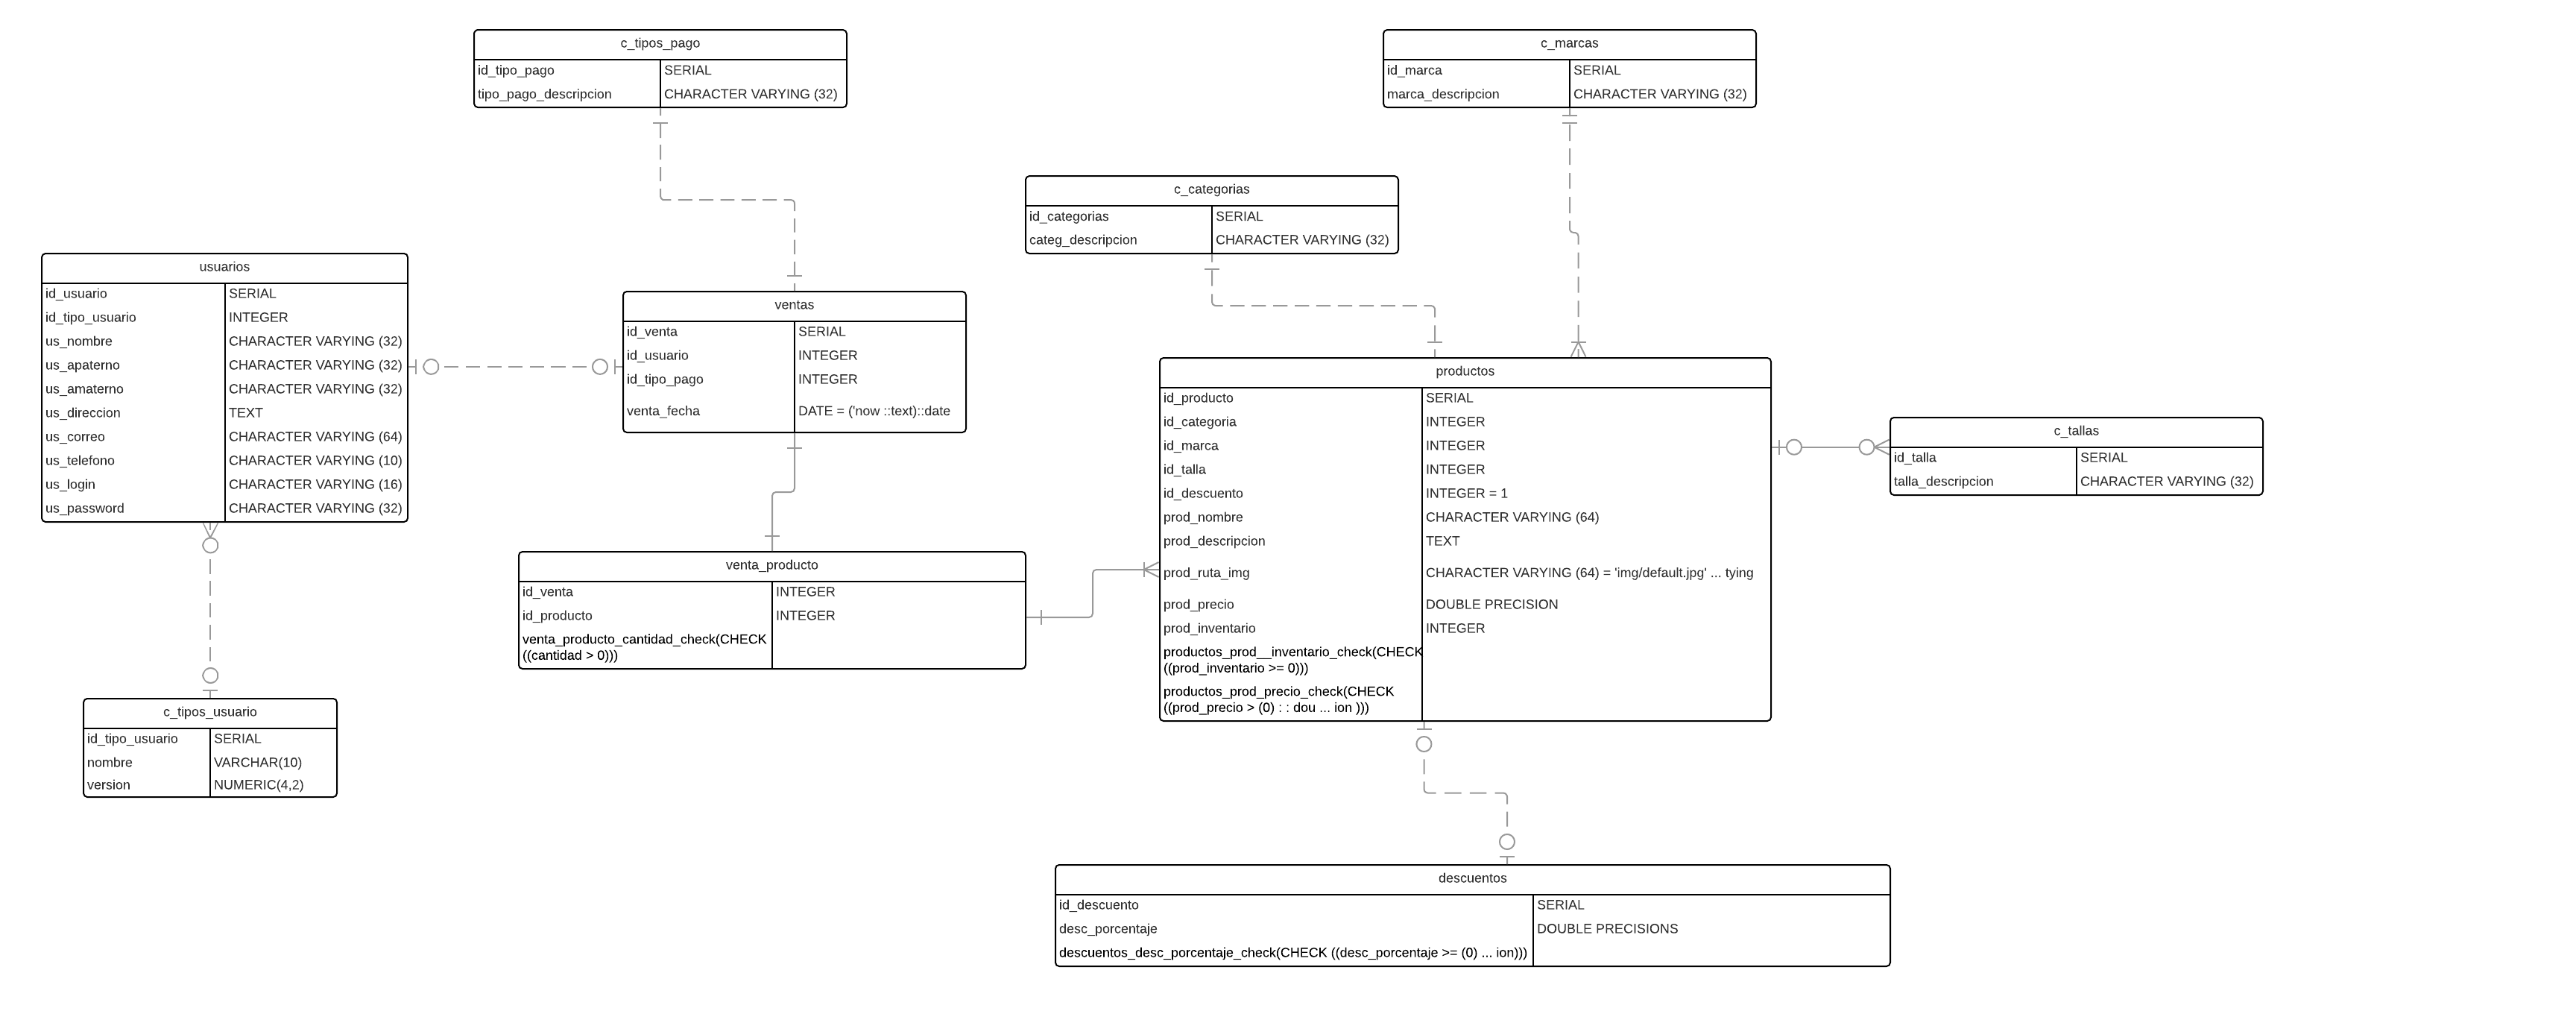 c_tipos_pago
id_tipo_pago SERIAL
tipo_pago_descripcion CHARACTER VARYING (32)
c_marcas
id_marca SERIAL
marca_descripcion CHARACTER VARYING (32)
c_categorias
id_categorias SERIAL
categ_descripcion CHARACTER VARYING (32)
usuarios
id_usuario SERIAL
id_tipo_usuario INTEGER
us_nombre CHARACTER VARYING (32)
us_apaterno CHARACTER VARYING (32)
us_amaterno CHARACTER VARYING (32)
us_direccion TEXT
us_correo CHARACTER VARYING (64)
us_telefono CHARACTER VARYING (10)
us_login CHARACTER VARYING (16)
us_password CHARACTER VARYING (32)
ventas
id_venta SERIAL
id_usuario INTEGER
id_tipo_pago INTEGER
venta_fecha DATE = ('now ::text)::date
productos
id_producto SERIAL
id_categoria INTEGER
id_marca INTEGER
id_talla INTEGER
id_descuento INTEGER = 1
prod_nombre CHARACTER VARYING (64)
prod_descripcion TEXT
prod_ruta_img CHARACTER VARYING (64) = 'img/default.jpg' ... tying
prod_precio DOUBLE PRECISION
prod_inventario INTEGER
productos_prod__inventario_check(CHECK
((prod_inventario >= 0)))
productos_prod_precio_check(CHECK
((prod_precio > (0) : : dou ... ion )))
c_tallas
id_talla SERIAL
talla_descripcion CHARACTER VARYING (32)
venta_producto
id_venta INTEGER
id_producto INTEGER
venta_producto_cantidad_check(CHECK
((cantidad > 0)))
c_tipos_usuario
id_tipo_usuario SERIAL
nombre VARCHAR(10)
version NUMERIC(4,2)
descuentos
id_descuento SERIAL
desc_porcentaje DOUBLE PRECISIONS
descuentos_desc_porcentaje_check(CHECK ((desc_porcentaje >= (0) ... ion)))